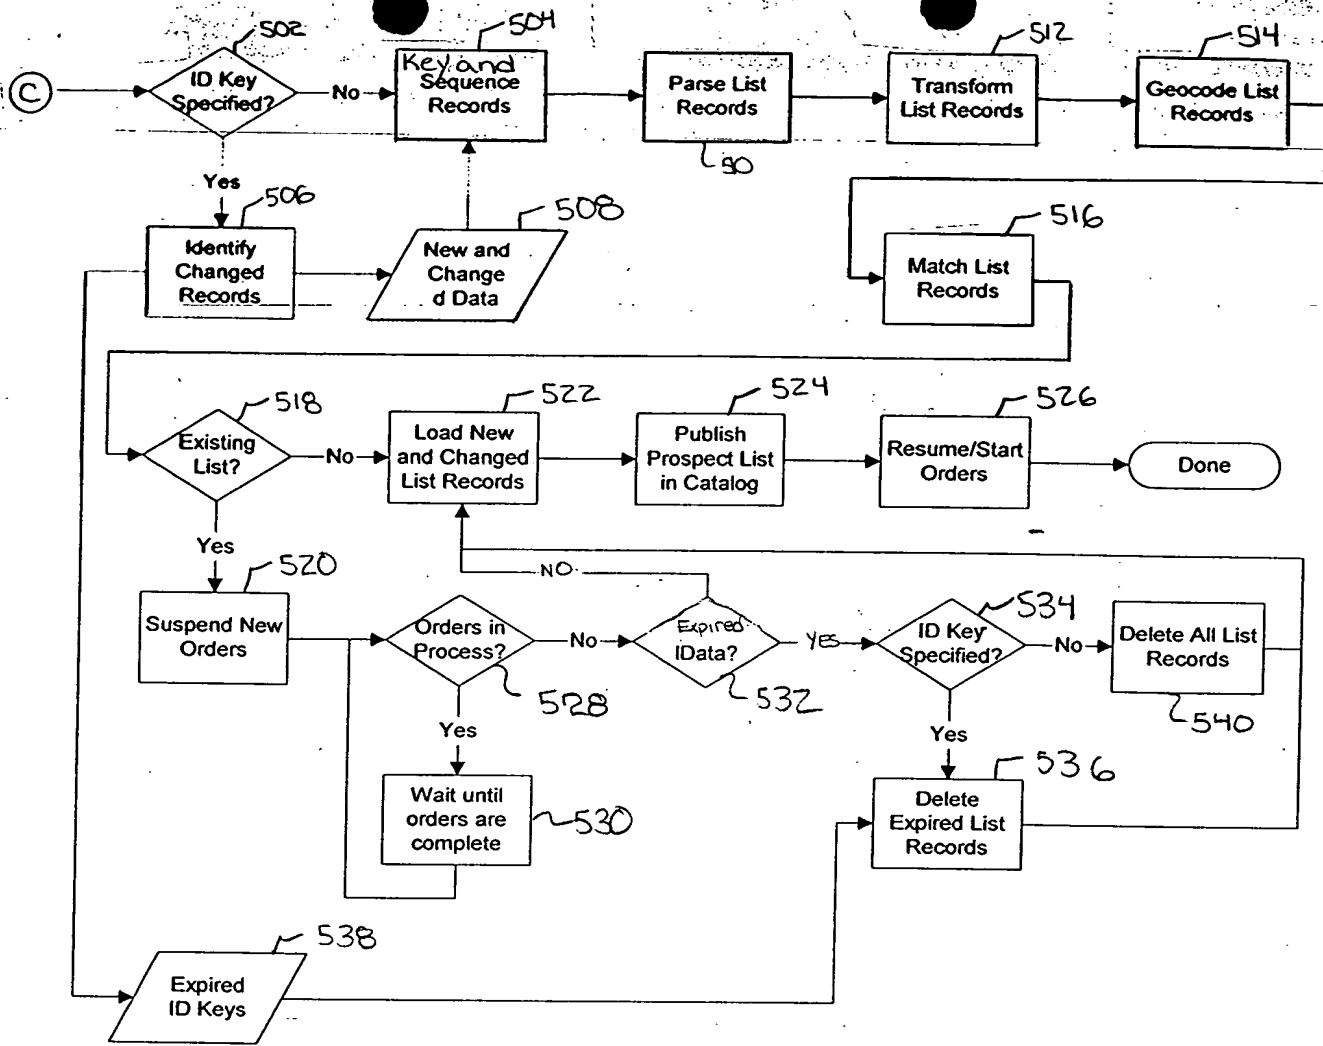 C
502
ID Key
Specified?
No
504
Key and
Sequence
Records
Parse List
Records
50
512
Transform
List Records
514
Geocode List
Records
Yes
506
Identify
Changed
Records
508
New and
Change
d Data
516
Match List
Records
518
Existing
List?
No
522
Load New
and Changed
List Records
524
Publish
Prospect List
in Catalog
526
Resume/Start
Orders
Done
Yes
520
Suspend New
Orders
Orders in
Process?
528
No
NO
Expired
IData?
532
YES
534
ID Key
Specified?
No
Delete All List
Records
540
Yes
Wait until
orders are
complete
530
Yes
536
Delete
Expired List
Records
538
Expired
ID Keys